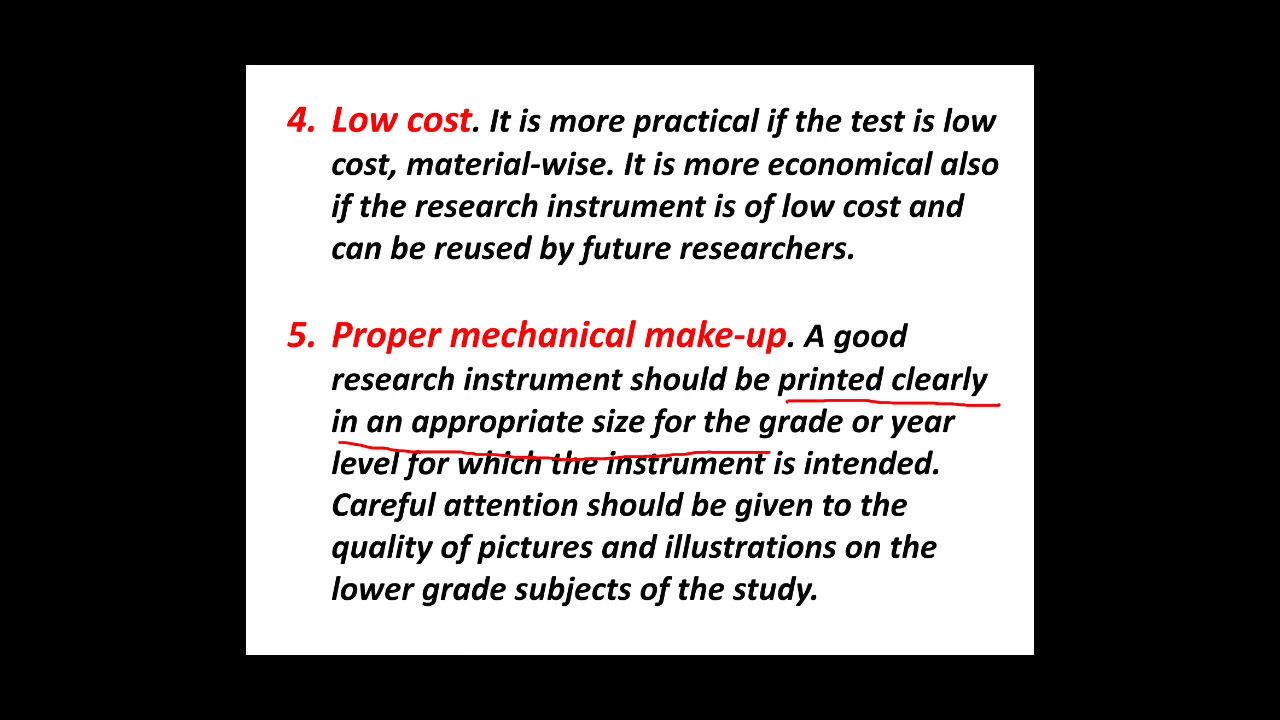 4. Low cost. It is more practical if the test is low
cost, material-wise. It is more economical also
if the research instrument is of low cost and
can be reused by future researchers.
5. Proper mechanical make-up. A good
research instrument should be printed clearly
in an appropriate size for the grade or year
level for which the instrument is intended.
Careful attention should be given to the
quality of pictures and illustrations on the
lower grade subjects of the study.